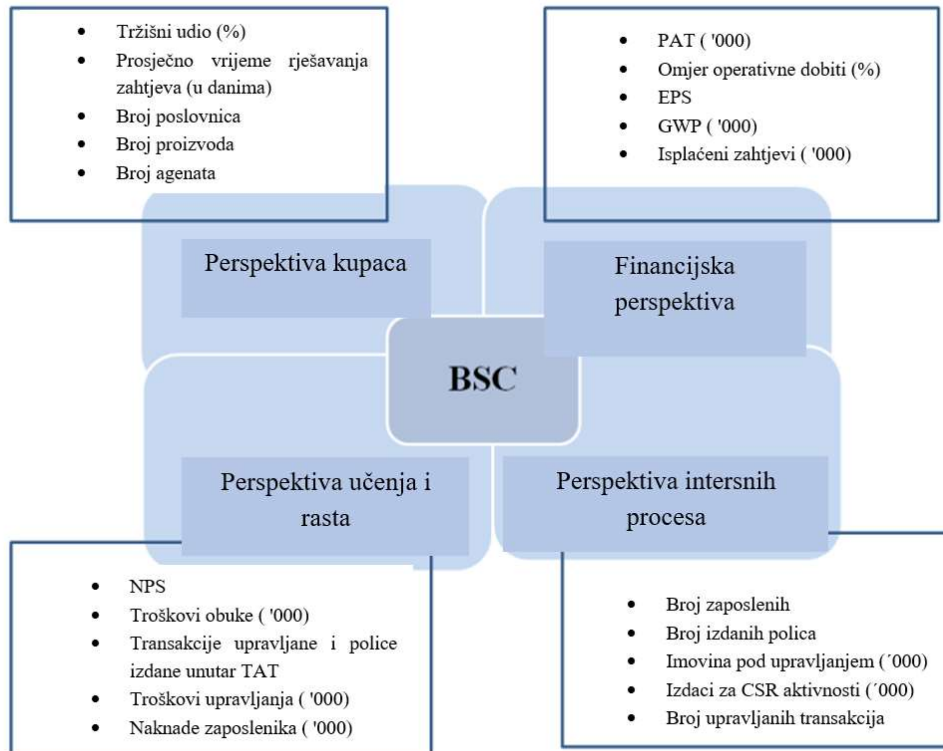 Tržišni udio (%)
Prosječno vrijeme rješavanja
zahtjeva (u danima)
Broj poslovnica
Broj proizvoda
Broj agenata
PAT ( '000)
Omjer operativne dobiti (%)
EPS
GWP ( '000)
Isplaćeni zahtjevi ( '000)
Perspektiva kupaca
Financijska
perspektiva
BSC
Perspektiva učenja i
rasta
Perspektiva intersnih
procesa
NPS
Troškovi obuke ( '000)
Transakcije upravljane i police
izdane unutar TAT
Troškovi upravljanja ( '000)
Naknade zaposlenika ( '000)
Broj zaposlenih
Broj izdanih polica
Imovina pod upravljanjem (´000)
Izdaci za CSR aktivnosti (´000)
Broj upravljanih transakcija